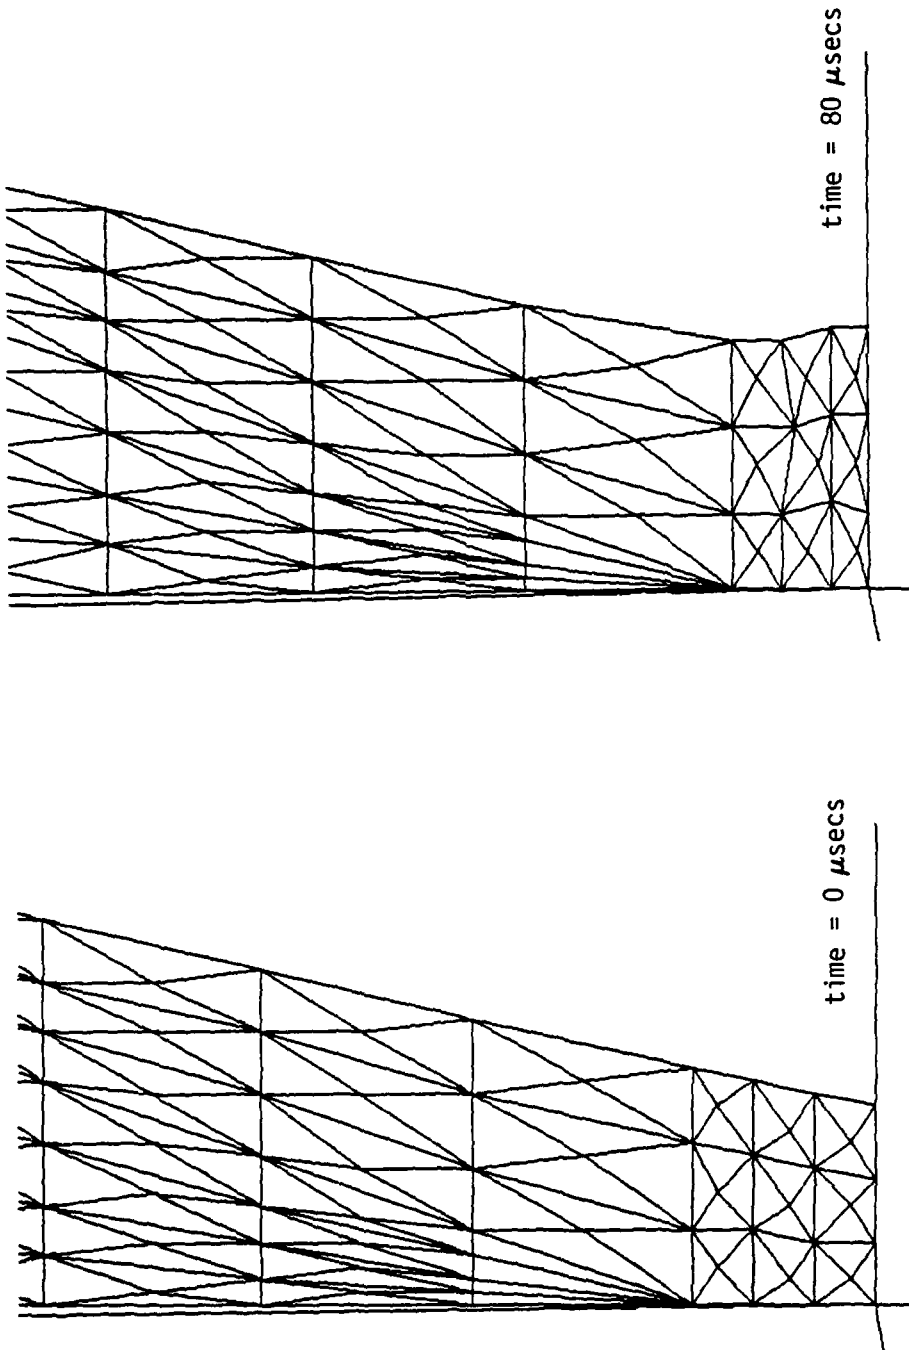 time = 80 μsecs
time = 0 μsecs